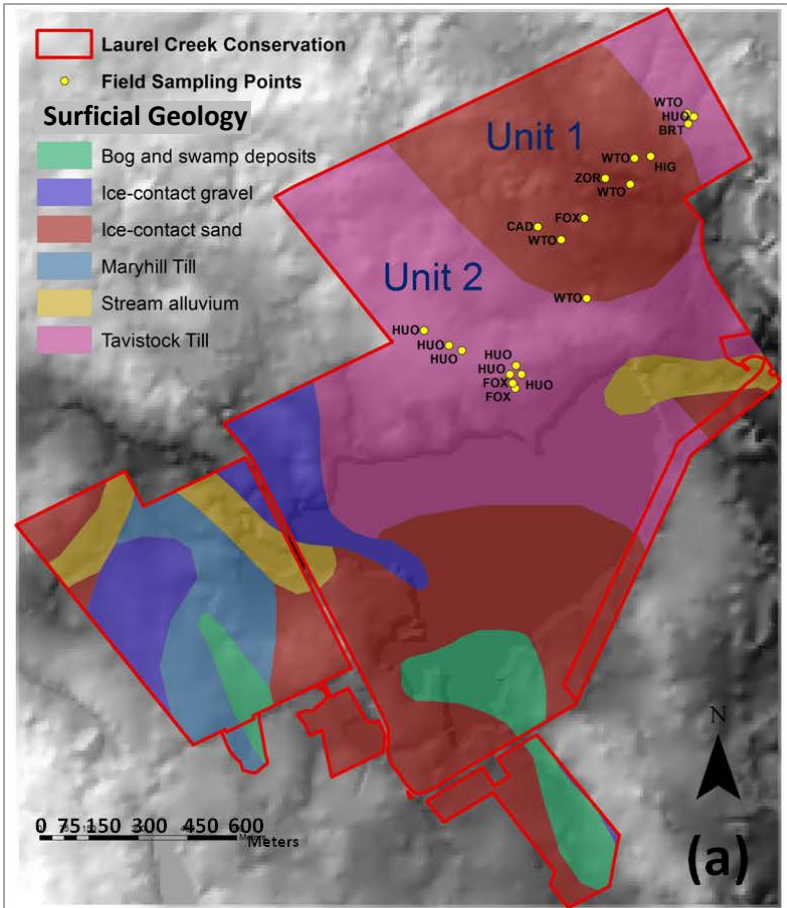 Laurel Creek Conservation
Field Sampling Points
Surficial Geology
Bog and swamp deposits
Ice-contact gravel
Ice-contact sand
Maryhill Till
Stream alluvium
Tavistock Till
Unit 1
WTO
HUO
BRT
WTO
HIG
ZOR
WTO
FOX
CAD
WTO
Unit 2
WTO
HUO
HUO
HUO
HUO
HUO
HUO
FOX
FOX
N
0 75 150 300 450 600
Meters
(a)